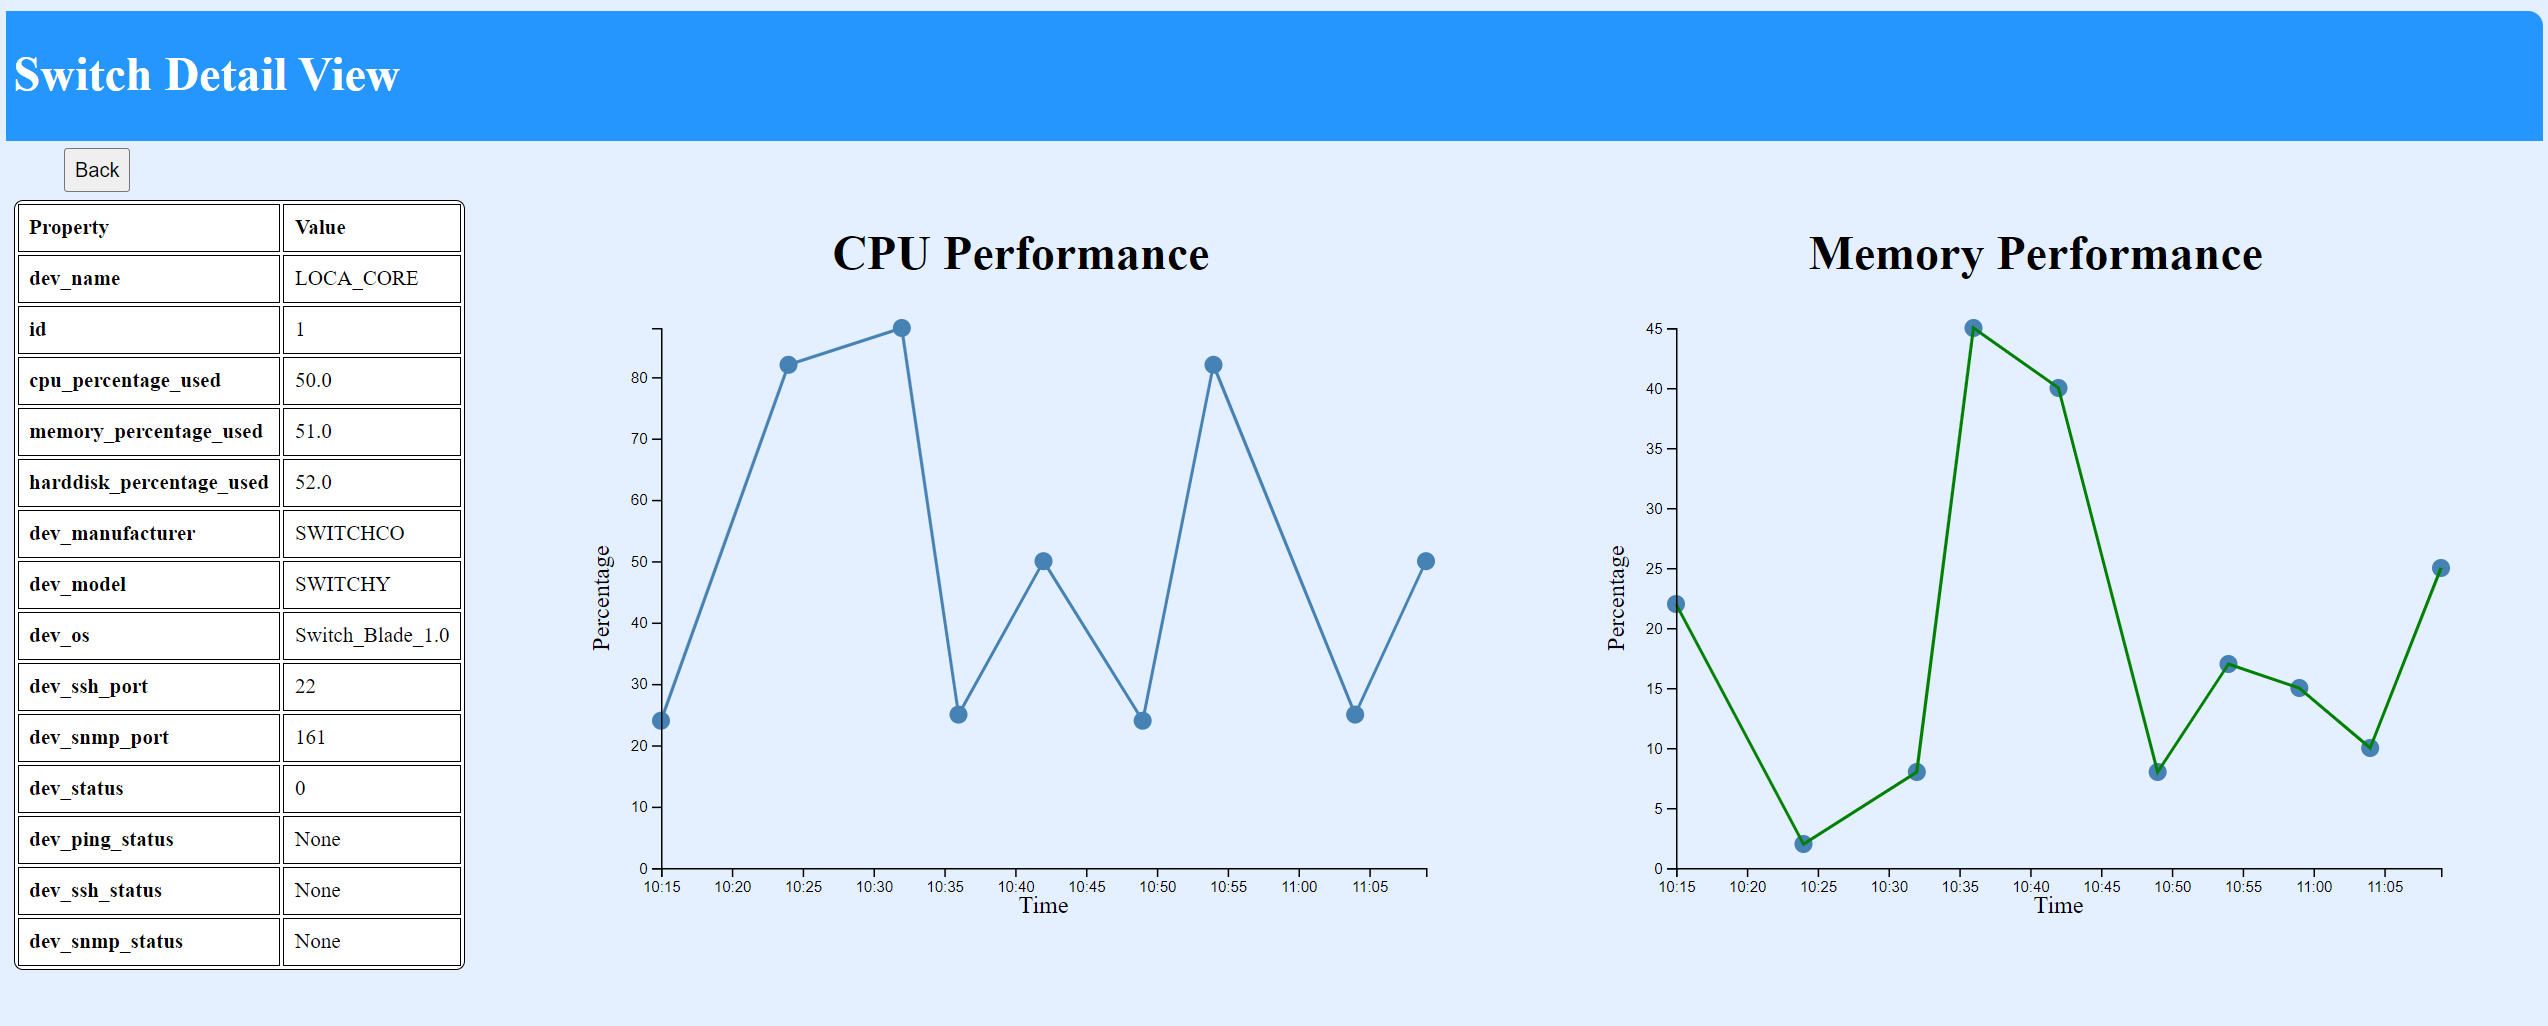 Switch Detail View
Back
Property Value
dev_name LOCA_CORE
id 1
cpu_percentage_used 50.0
memory_percentage_used 51.0
harddisk_percentage_used 52.0
dev_manufacturer SWITCHCO
dev_model SWITCHY
dev_os Switch_Blade_1.0
dev_ssh_port 22
dev_snmp_port 161
dev_status 0
dev_ping_status None
dev_ssh_status None
dev_snmp_status None
CPU Performance
Percentage
80
70
60
50
40
30
20
10
0
10:15 10:20 10:25 10:30 10:35 10:40 10:45 10:50 10:55 11:00 11:05
Time
Memory Performance
Percentage
45
40
35
30
25
20
15
10
5
0
10:15 10:20 10:25 10:30 10:35 10:40 10:45 10:50 10:55 11:00 11:05
Time